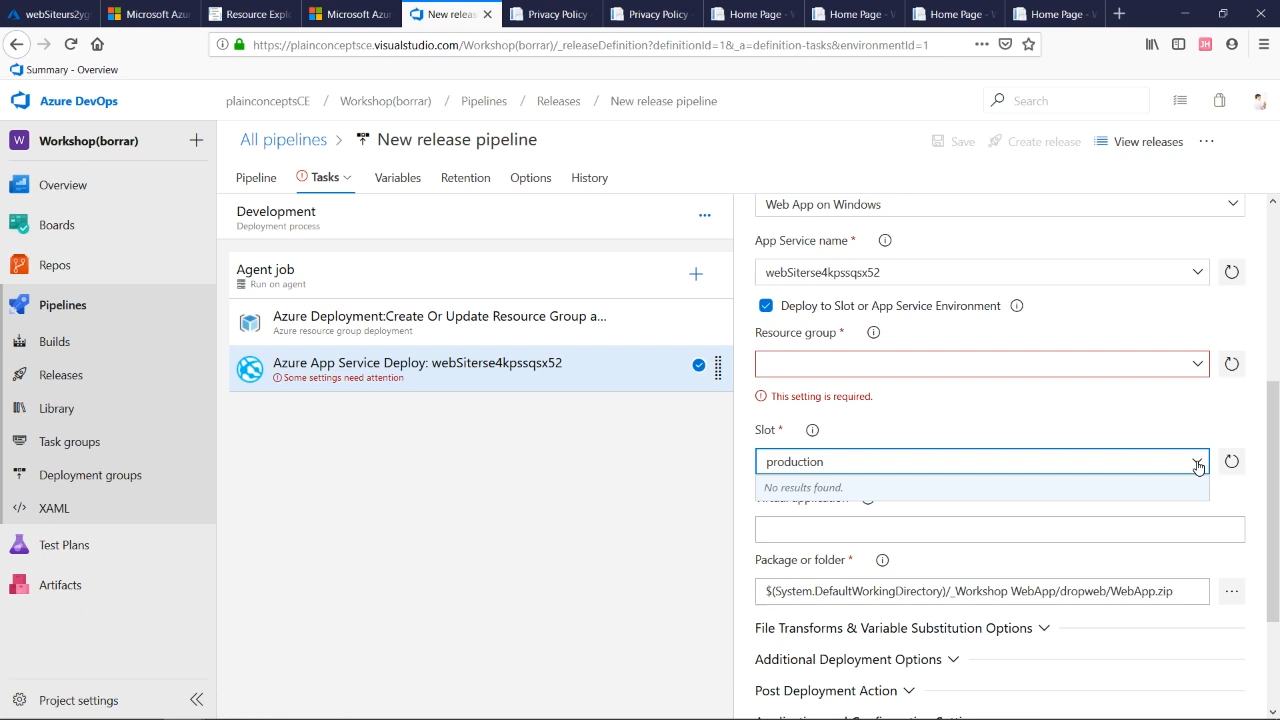 webSiteurs2yg
Microsoft Azu
Resource Expl
Microsoft Azu
New releas
Privacy Policy
Privacy Policy
Home Page -
Home Page -
Home Page -
Home Page -
https://plainconceptsce.visualstudio.com/Workshop(borrar)/_releaseDefinition?definitionId=1&_a=definition-tasks&environmentId=1
Summary - Overview
Azure DevOps
plainconceptsCE / Workshop(borrar) / Pipelines / Releases / New release pipeline
Search
W Workshop(borrar)
All pipelines > New release pipeline
Save
Create release
View releases
Overview
Boards
Repos
Pipelines
Builds
Releases
Library
Task groups
Deployment groups
XAML
Test Plans
Artifacts
Project settings
Pipeline
Tasks
Variables
Retention
Options
History
Development
Deployment process
Agent job
Run on agent
Azure Deployment:Create Or Update Resource Group a...
Azure resource group deployment
Azure App Service Deploy: webSiterse4kpssqsx52
Some settings need attention
Web App on Windows
App Service name *
webSiterse4kpssqsx52
Deploy to Slot or App Service Environment
Resource group *
This setting is required.
Slot *
production
No results found.
Virtual application
Package or folder *
$(System.DefaultWorkingDirectory)/_Workshop WebApp/dropweb/WebApp.zip
File Transforms & Variable Substitution Options
Additional Deployment Options
Post Deployment Action